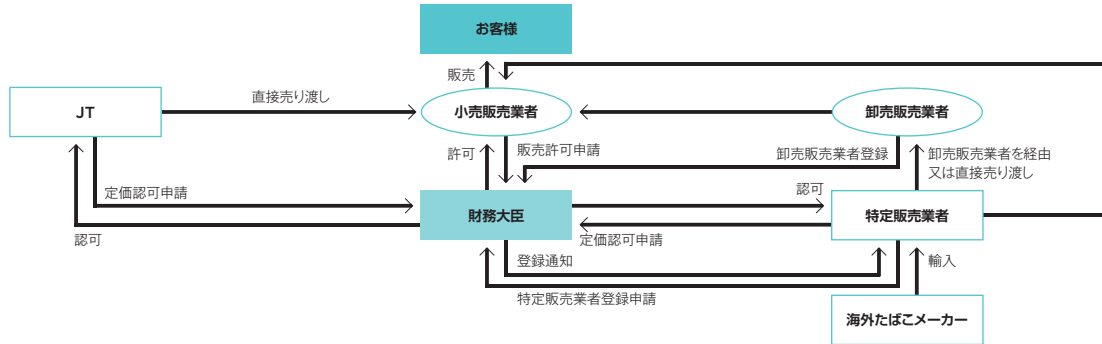 お客様
販売
直接売り渡し
JT
小売販売業者
卸売販売業者
許可
販売許可申請
卸売販売業者登録
卸売販売業者を経由
又は直接売り渡し
定価認可申請
認可
財務大臣
特定販売業者
認可
定価認可申請
登録通知
輸入
特定販売業者登録申請
海外たばこメーカー